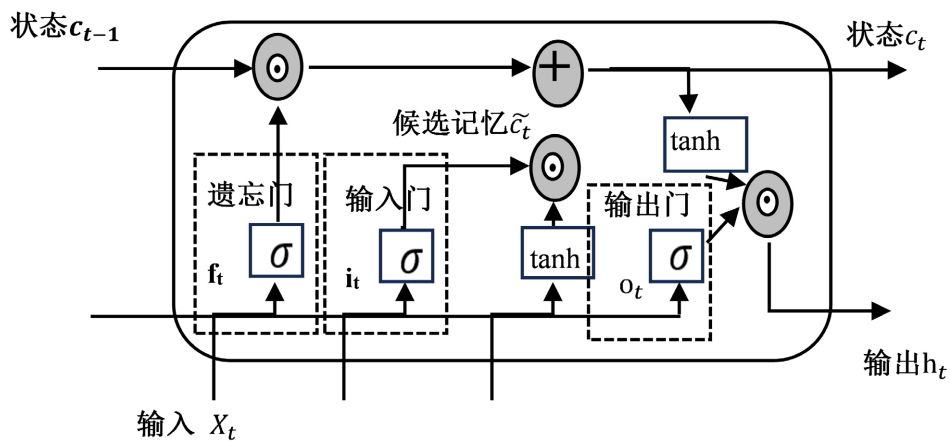 状态c_{t-1}
状态c_t
候选记忆c̃_t
tanh
遗忘门
输入门
输出门
σ
σ
tanh
σ
f_t
i_t
o_t
输出h_t
输入 X_t